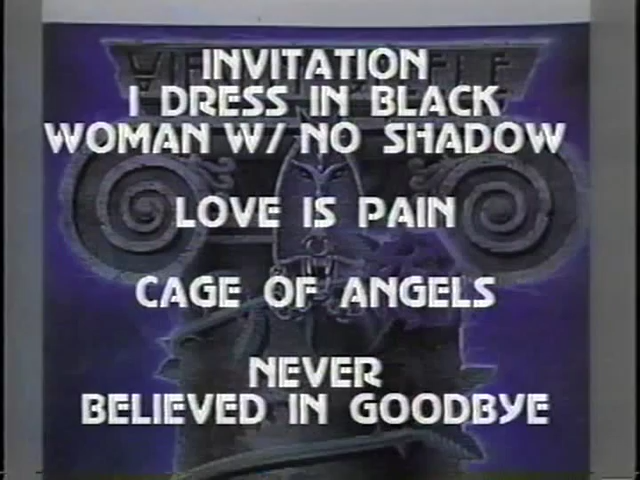 INVITATION
I DRESS IN BLACK
WOMAN W/ NO SHADOW
LOVE IS PAIN
CAGE OF ANGELS
NEVER
BELIEVED IN GOODBYE